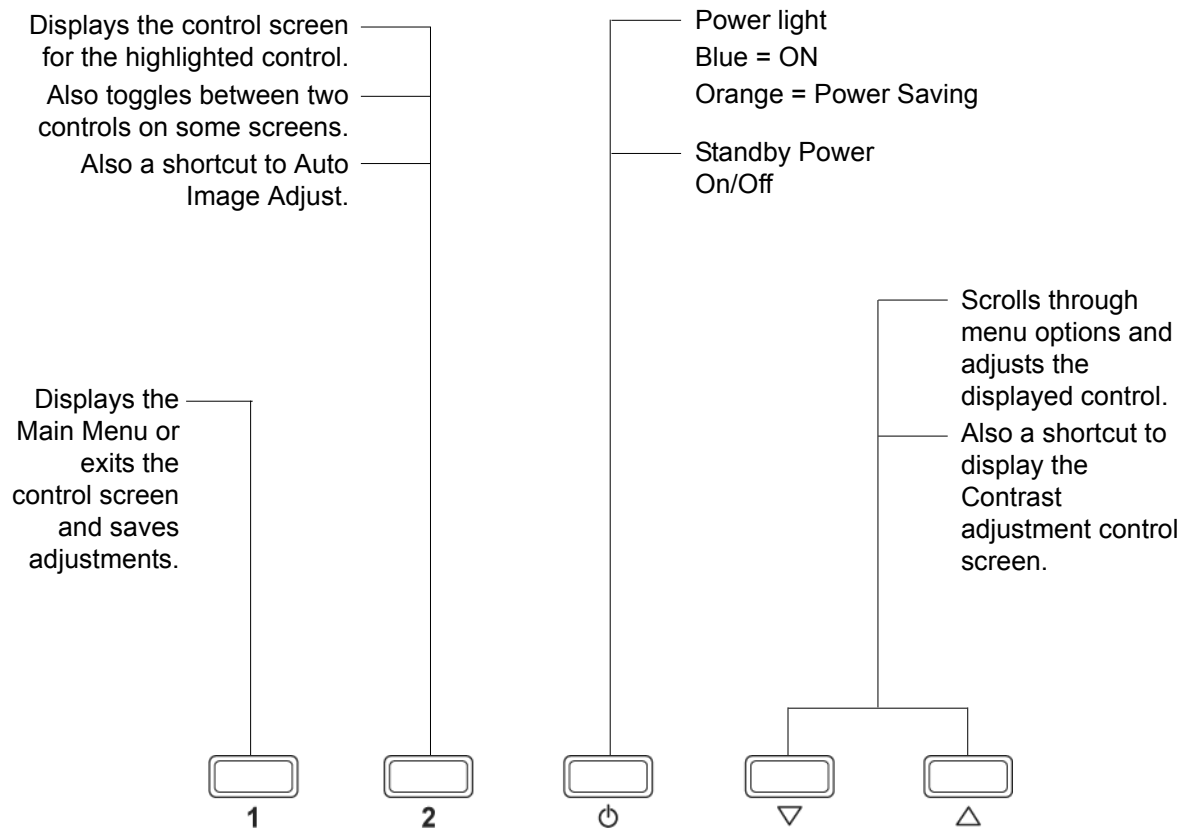 Displays the control screen
for the highlighted control.
Also toggles between two
controls on some screens.
Also a shortcut to Auto
Image Adjust.
Power light
Blue = ON
Orange = Power Saving
Standby Power
On/Off
Scrolls through
menu options and
adjusts the
displayed control.
Also a shortcut to
display the
Contrast
adjustment control
screen.
Displays the
Main Menu or
exits the
control screen
and saves
adjustments.
1
2